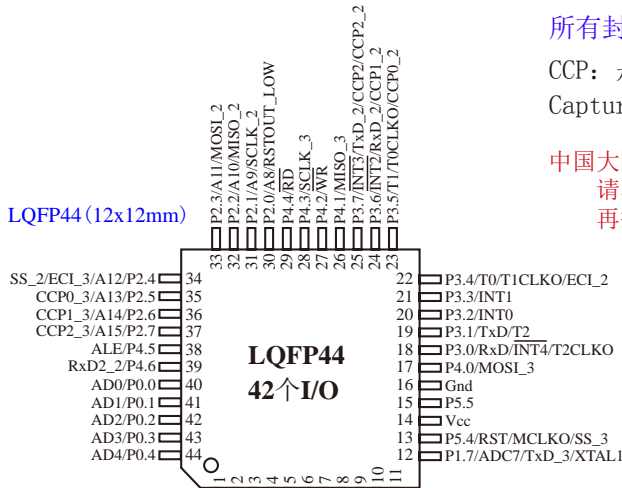 所有封
CCP:
Captur
中国大
请
再
LQFP44(12x12mm)
P2.3/A11/MOSI_2
P2.2/A10/MISO_2
P2.1/A9/SCLK_2
P2.0/A8/RSTOUT_LOW
P4.4/RD
P4.3/SCLK_3
P4.2/WR
P4.1/MISO_3
P3.7/INT3/TxD_2/CCP2/CCP2_2
P3.6/INT2/RxD_2/CCP1_2
P3.5/T1/T0CLKO/CCP0_2
33
32
31
30
29
28
27
26
25
24
23
SS_2/ECI_3/A12/P2.4 34
CCP0_3/A13/P2.5 35
CCP1_3/A14/P2.6 36
CCP2_3/A15/P2.7 37
ALE/P4.5 38
RxD2_2/P4.6 39
AD0/P0.0 40
AD1/P0.1 41
AD2/P0.2 42
AD3/P0.3 43
AD4/P0.4 44
LQFP44
42个I/O
22 P3.4/T0/T1CLKO/ECI_2
21 P3.3/INT1
20 P3.2/INT0
19 P3.1/TxD/T2
18 P3.0/RxD/INT4/T2CLKO
17 P4.0/MOSI_3
16 Gnd
15 P5.5
14 Vcc
13 P5.4/RST/MCLKO/SS_3
12 P1.7/ADC7/TxD_3/XTAL1
1
2
3
4
5
6
7
8
9
10
11